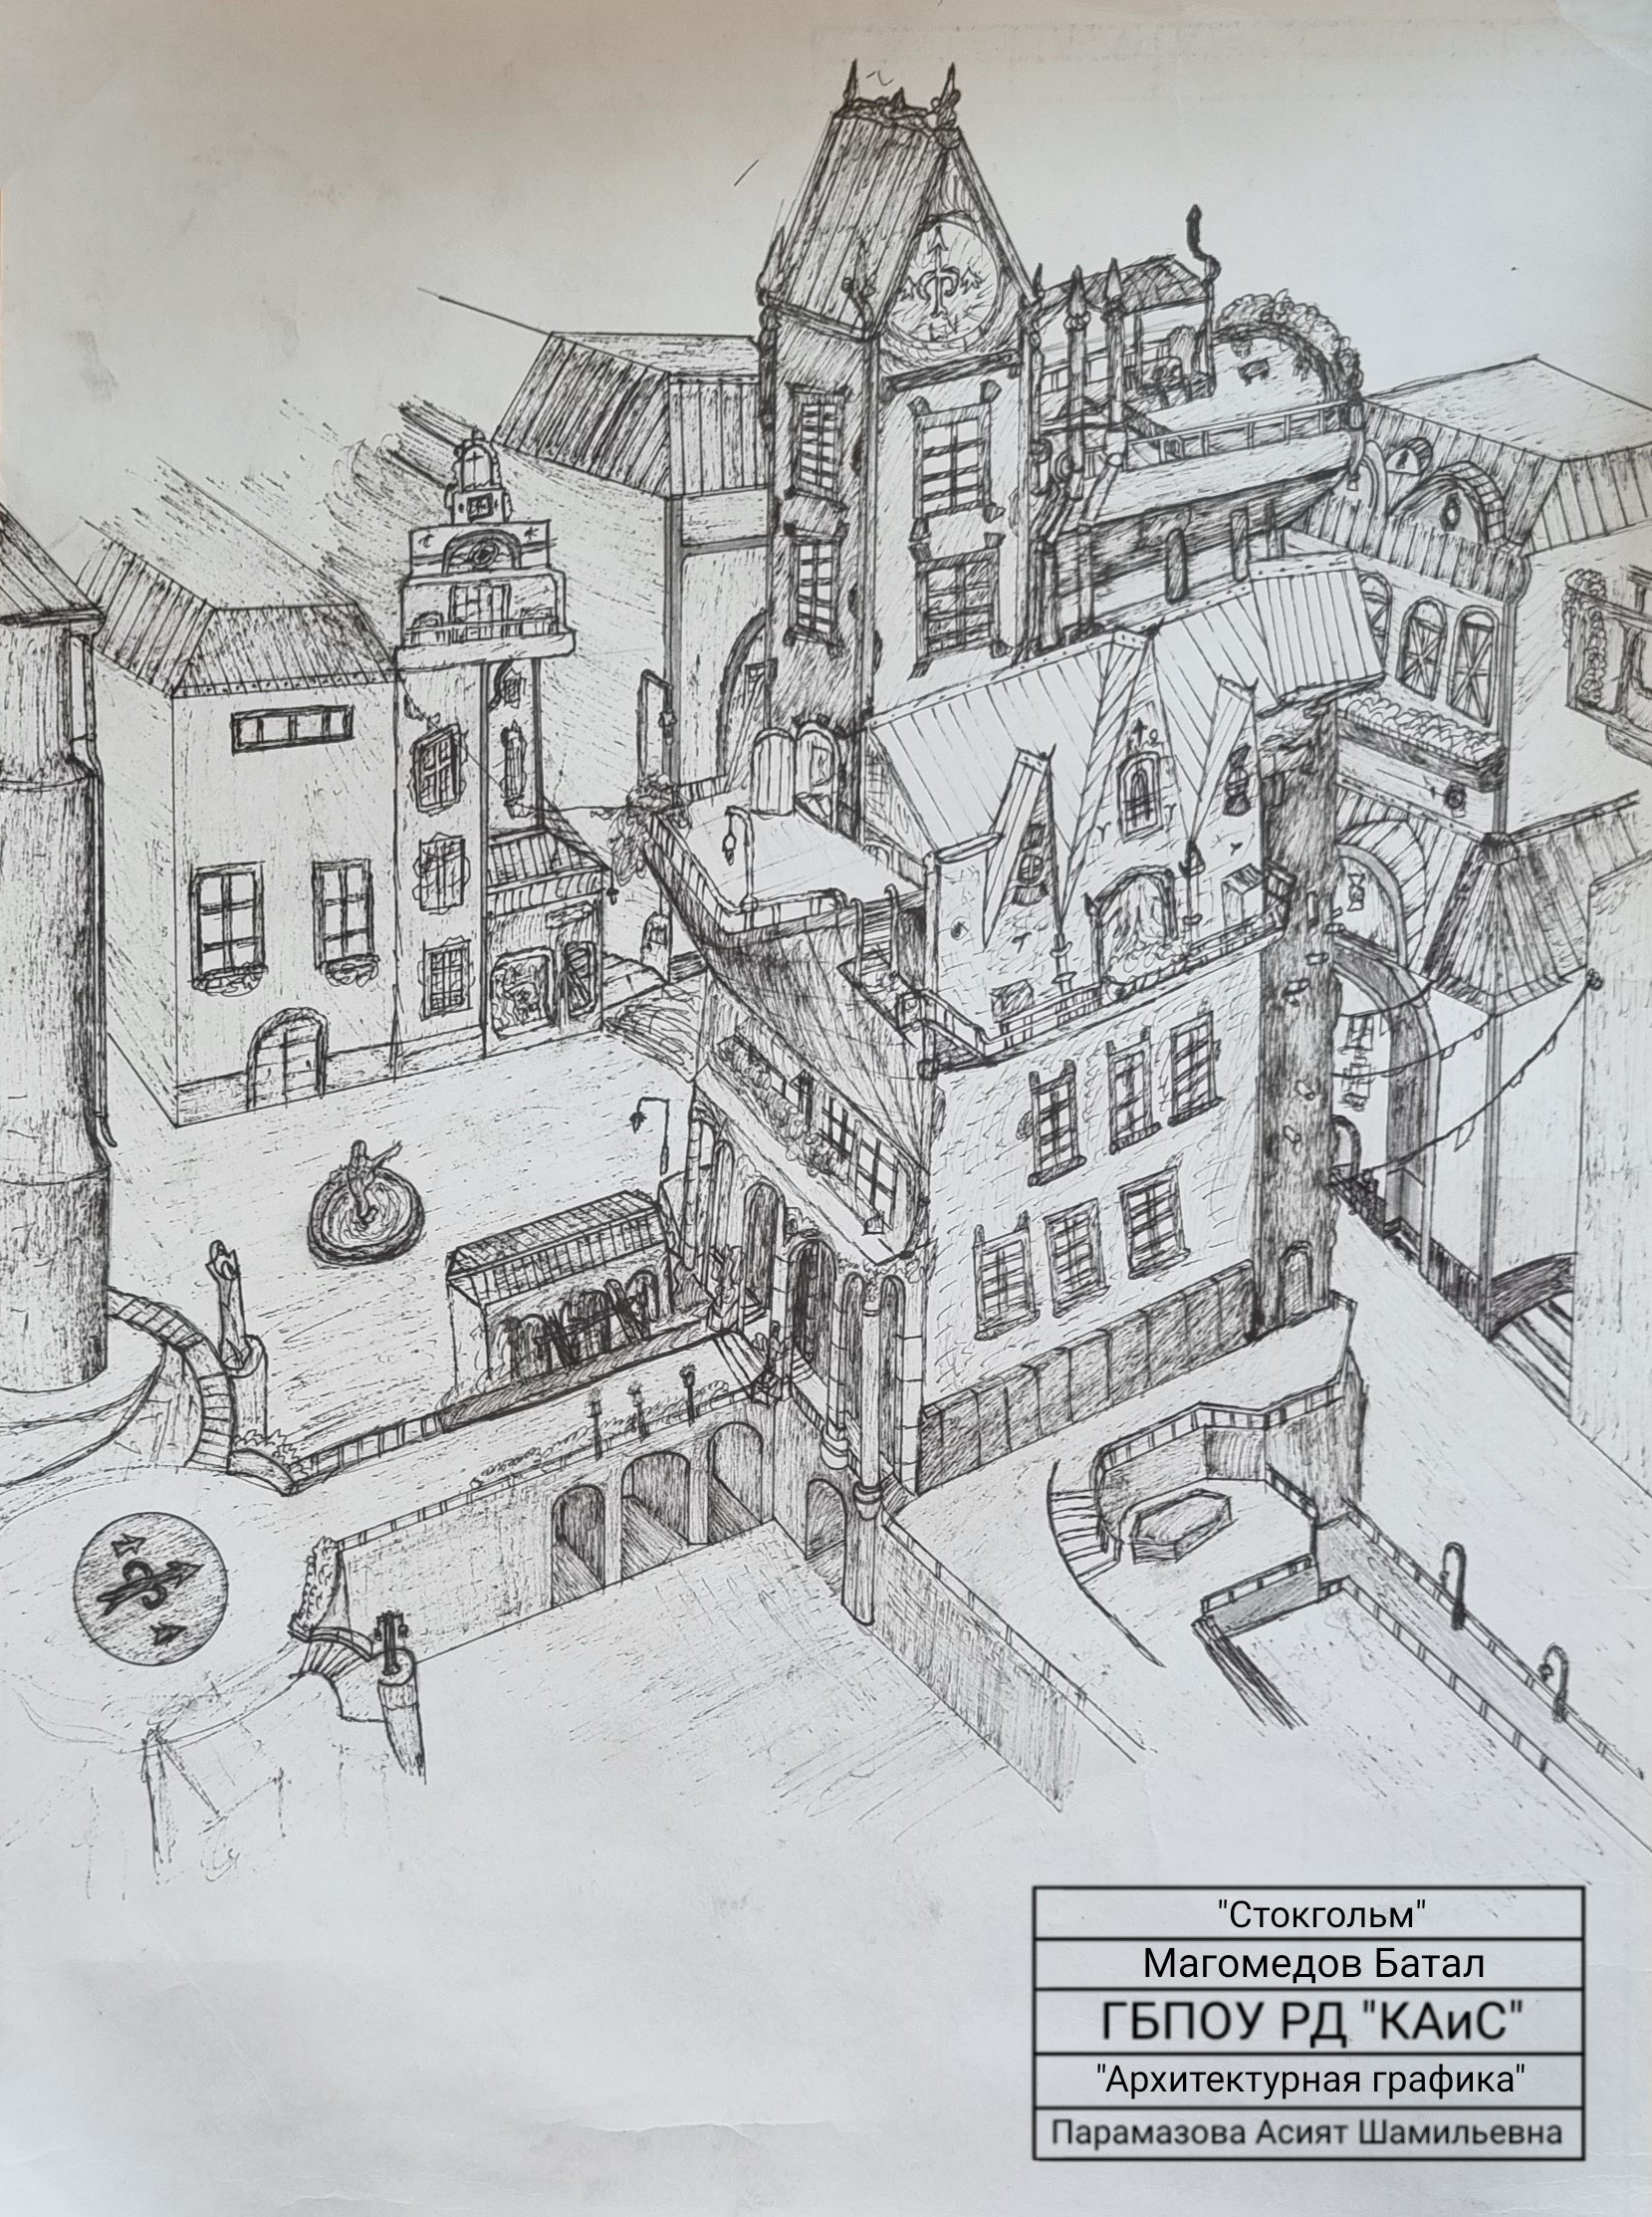 "Стокгольм"
Магомедов Батал
ГБПОУ РД "КАиС"
"Архитектурная графика"
Парамазова Асият Шамильевна